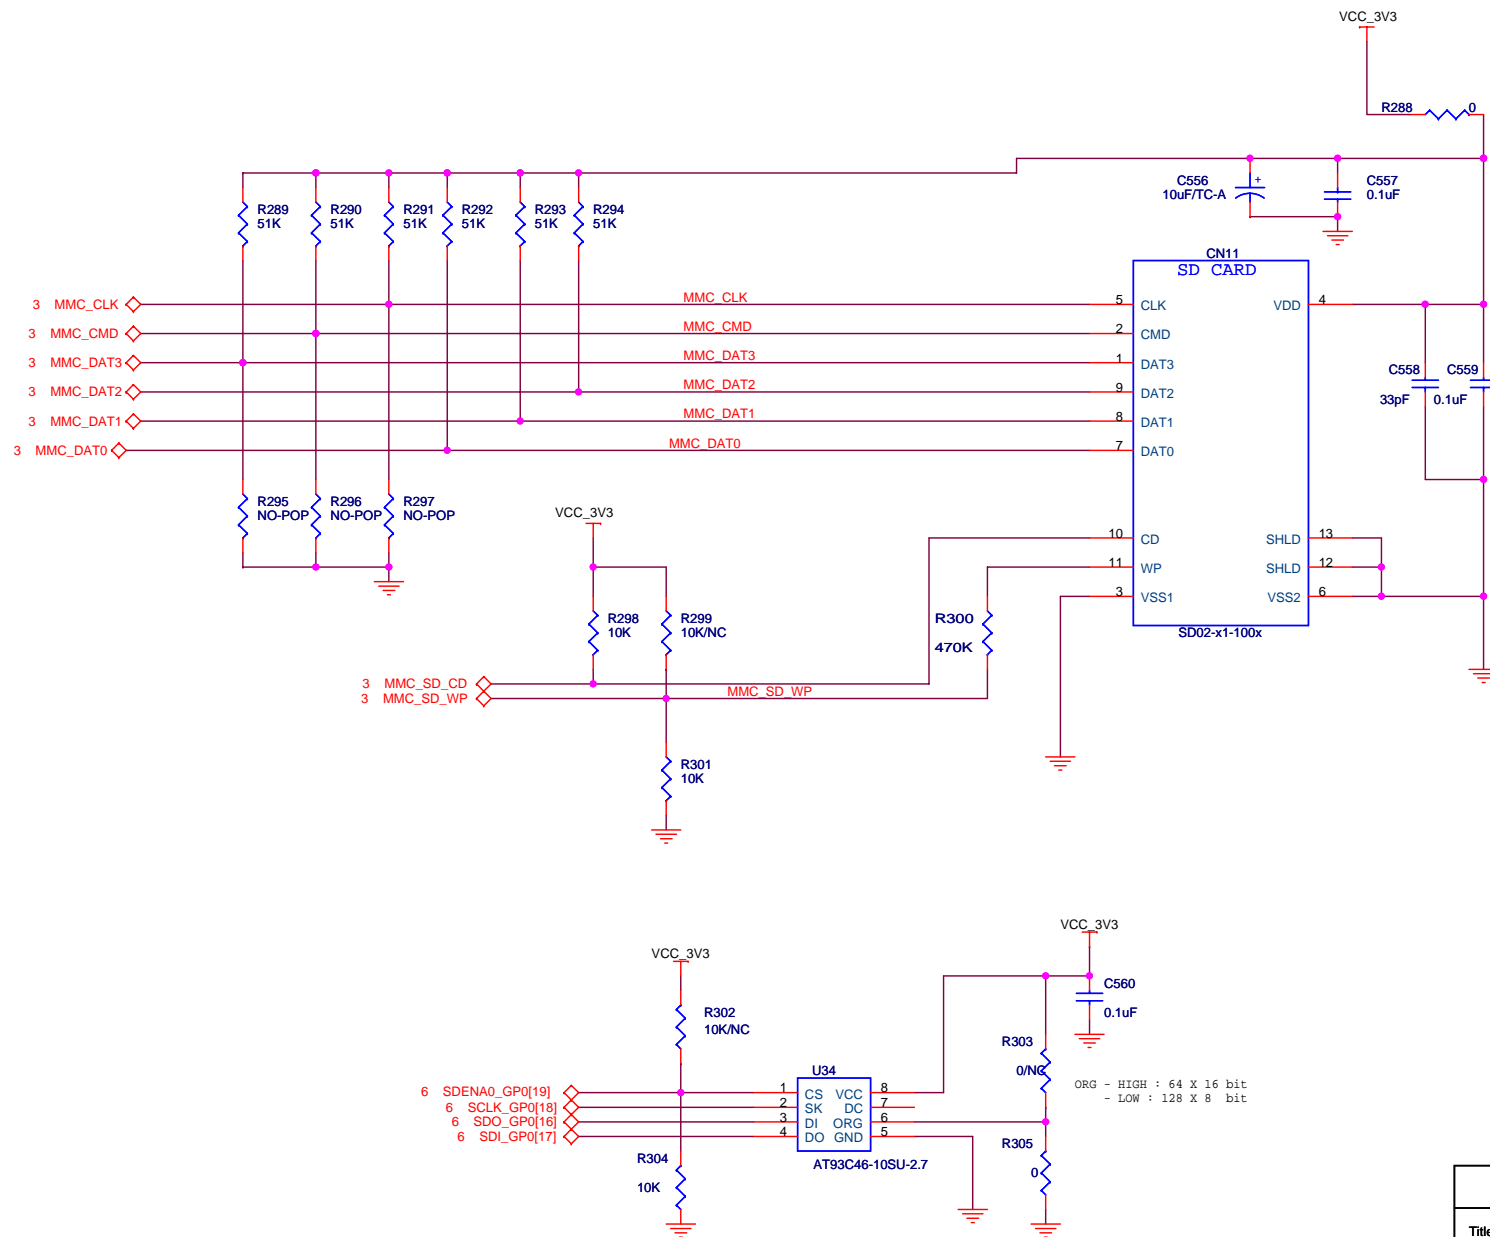 VCC_3V3
R288 0
C556 + 10uF/TC-A
C557 0.1uF
R289 51K
R290 51K
R291 51K
R292 51K
R293 51K
R294 51K
CN11
SD CARD
3 MMC_CLK MMC_CLK 5 CLK VDD 4
3 MMC_CMD MMC_CMD 2 CMD
3 MMC_DAT3 MMC_DAT3 1 DAT3
3 MMC_DAT2 MMC_DAT2 9 DAT2
3 MMC_DAT1 MMC_DAT1 8 DAT1
3 MMC_DAT0 MMC_DAT0 7 DAT0
C558 33pF
C559 0.1uF
R295 NO-POP
R296 NO-POP
R297 NO-POP
VCC_3V3
10 CD SHLD 13
11 WP SHLD 12
3 VSS1 VSS2 6
SD02-x1-100x
R298 10K
R299 10K/NC
R300 470K
3 MMC_SD_CD
3 MMC_SD_WP MMC_SD_WP
R301 10K
VCC_3V3
VCC_3V3
C560 0.1uF
R302 10K/NC
R303 0/NC
ORG - HIGH : 64 X 16 bit
- LOW : 128 X 8 bit
U34
6 SDENA0_GP0[19] 1 CS VCC 8
6 SCLK_GP0[18] 2 SK DC 7
6 SDO_GP0[16] 3 DI ORG 6
6 SDI_GP0[17] 4 DO GND 5
AT93C46-10SU-2.7
R304 10K
R305 0
Title